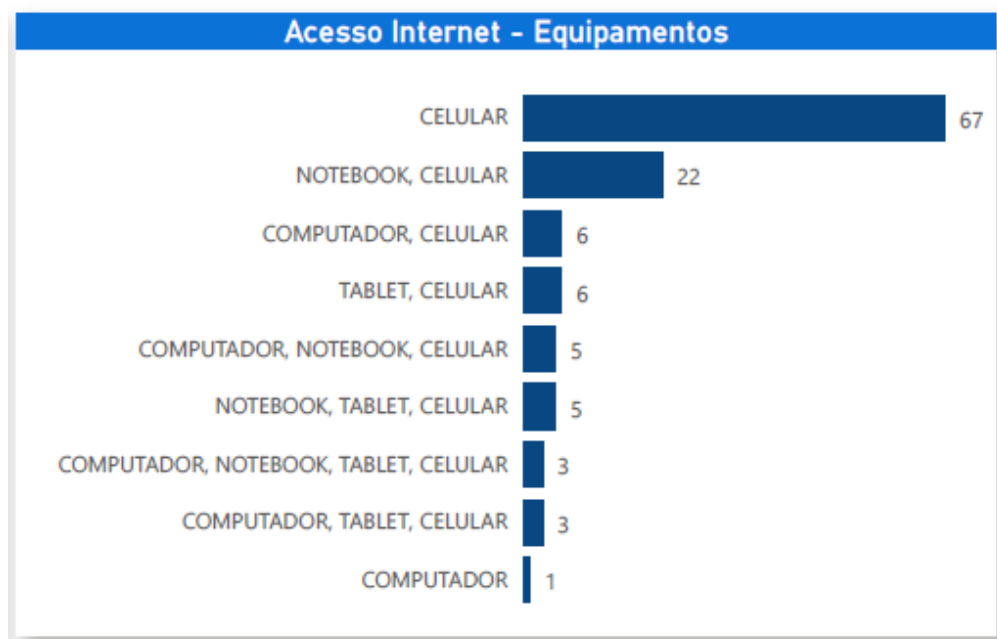 Acesso Internet - Equipamentos
CELULAR 67
NOTEBOOK, CELULAR 22
COMPUTADOR, CELULAR 6
TABLET, CELULAR 6
COMPUTADOR, NOTEBOOK, CELULAR 5
NOTEBOOK, TABLET, CELULAR 5
COMPUTADOR, NOTEBOOK, TABLET, CELULAR 3
COMPUTADOR, TABLET, CELULAR 3
COMPUTADOR 1